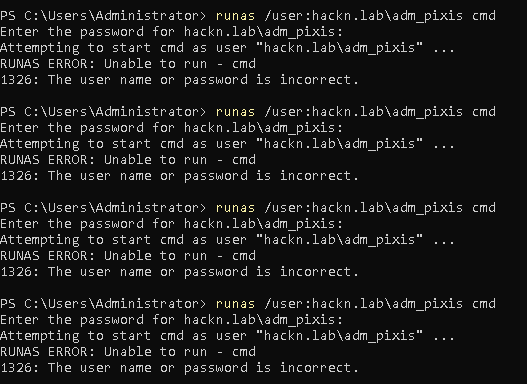 PS C:\Users\Administrator> runas /user:hackn.lab\adm_pixis cmd
Enter the password for hackn.lab\adm_pixis:
Attempting to start cmd as user "hackn.lab\adm_pixis" ...
RUNAS ERROR: Unable to run - cmd
1326: The user name or password is incorrect.
PS C:\Users\Administrator> runas /user:hackn.lab\adm_pixis cmd
Enter the password for hackn.lab\adm_pixis:
Attempting to start cmd as user "hackn.lab\adm_pixis" ...
RUNAS ERROR: Unable to run - cmd
1326: The user name or password is incorrect.
PS C:\Users\Administrator> runas /user:hackn.lab\adm_pixis cmd
Enter the password for hackn.lab\adm_pixis:
Attempting to start cmd as user "hackn.lab\adm_pixis" ...
RUNAS ERROR: Unable to run - cmd
1326: The user name or password is incorrect.
PS C:\Users\Administrator> runas /user:hackn.lab\adm_pixis cmd
Enter the password for hackn.lab\adm_pixis:
Attempting to start cmd as user "hackn.lab\adm_pixis" ...
RUNAS ERROR: Unable to run - cmd
1326: The user name or password is incorrect.